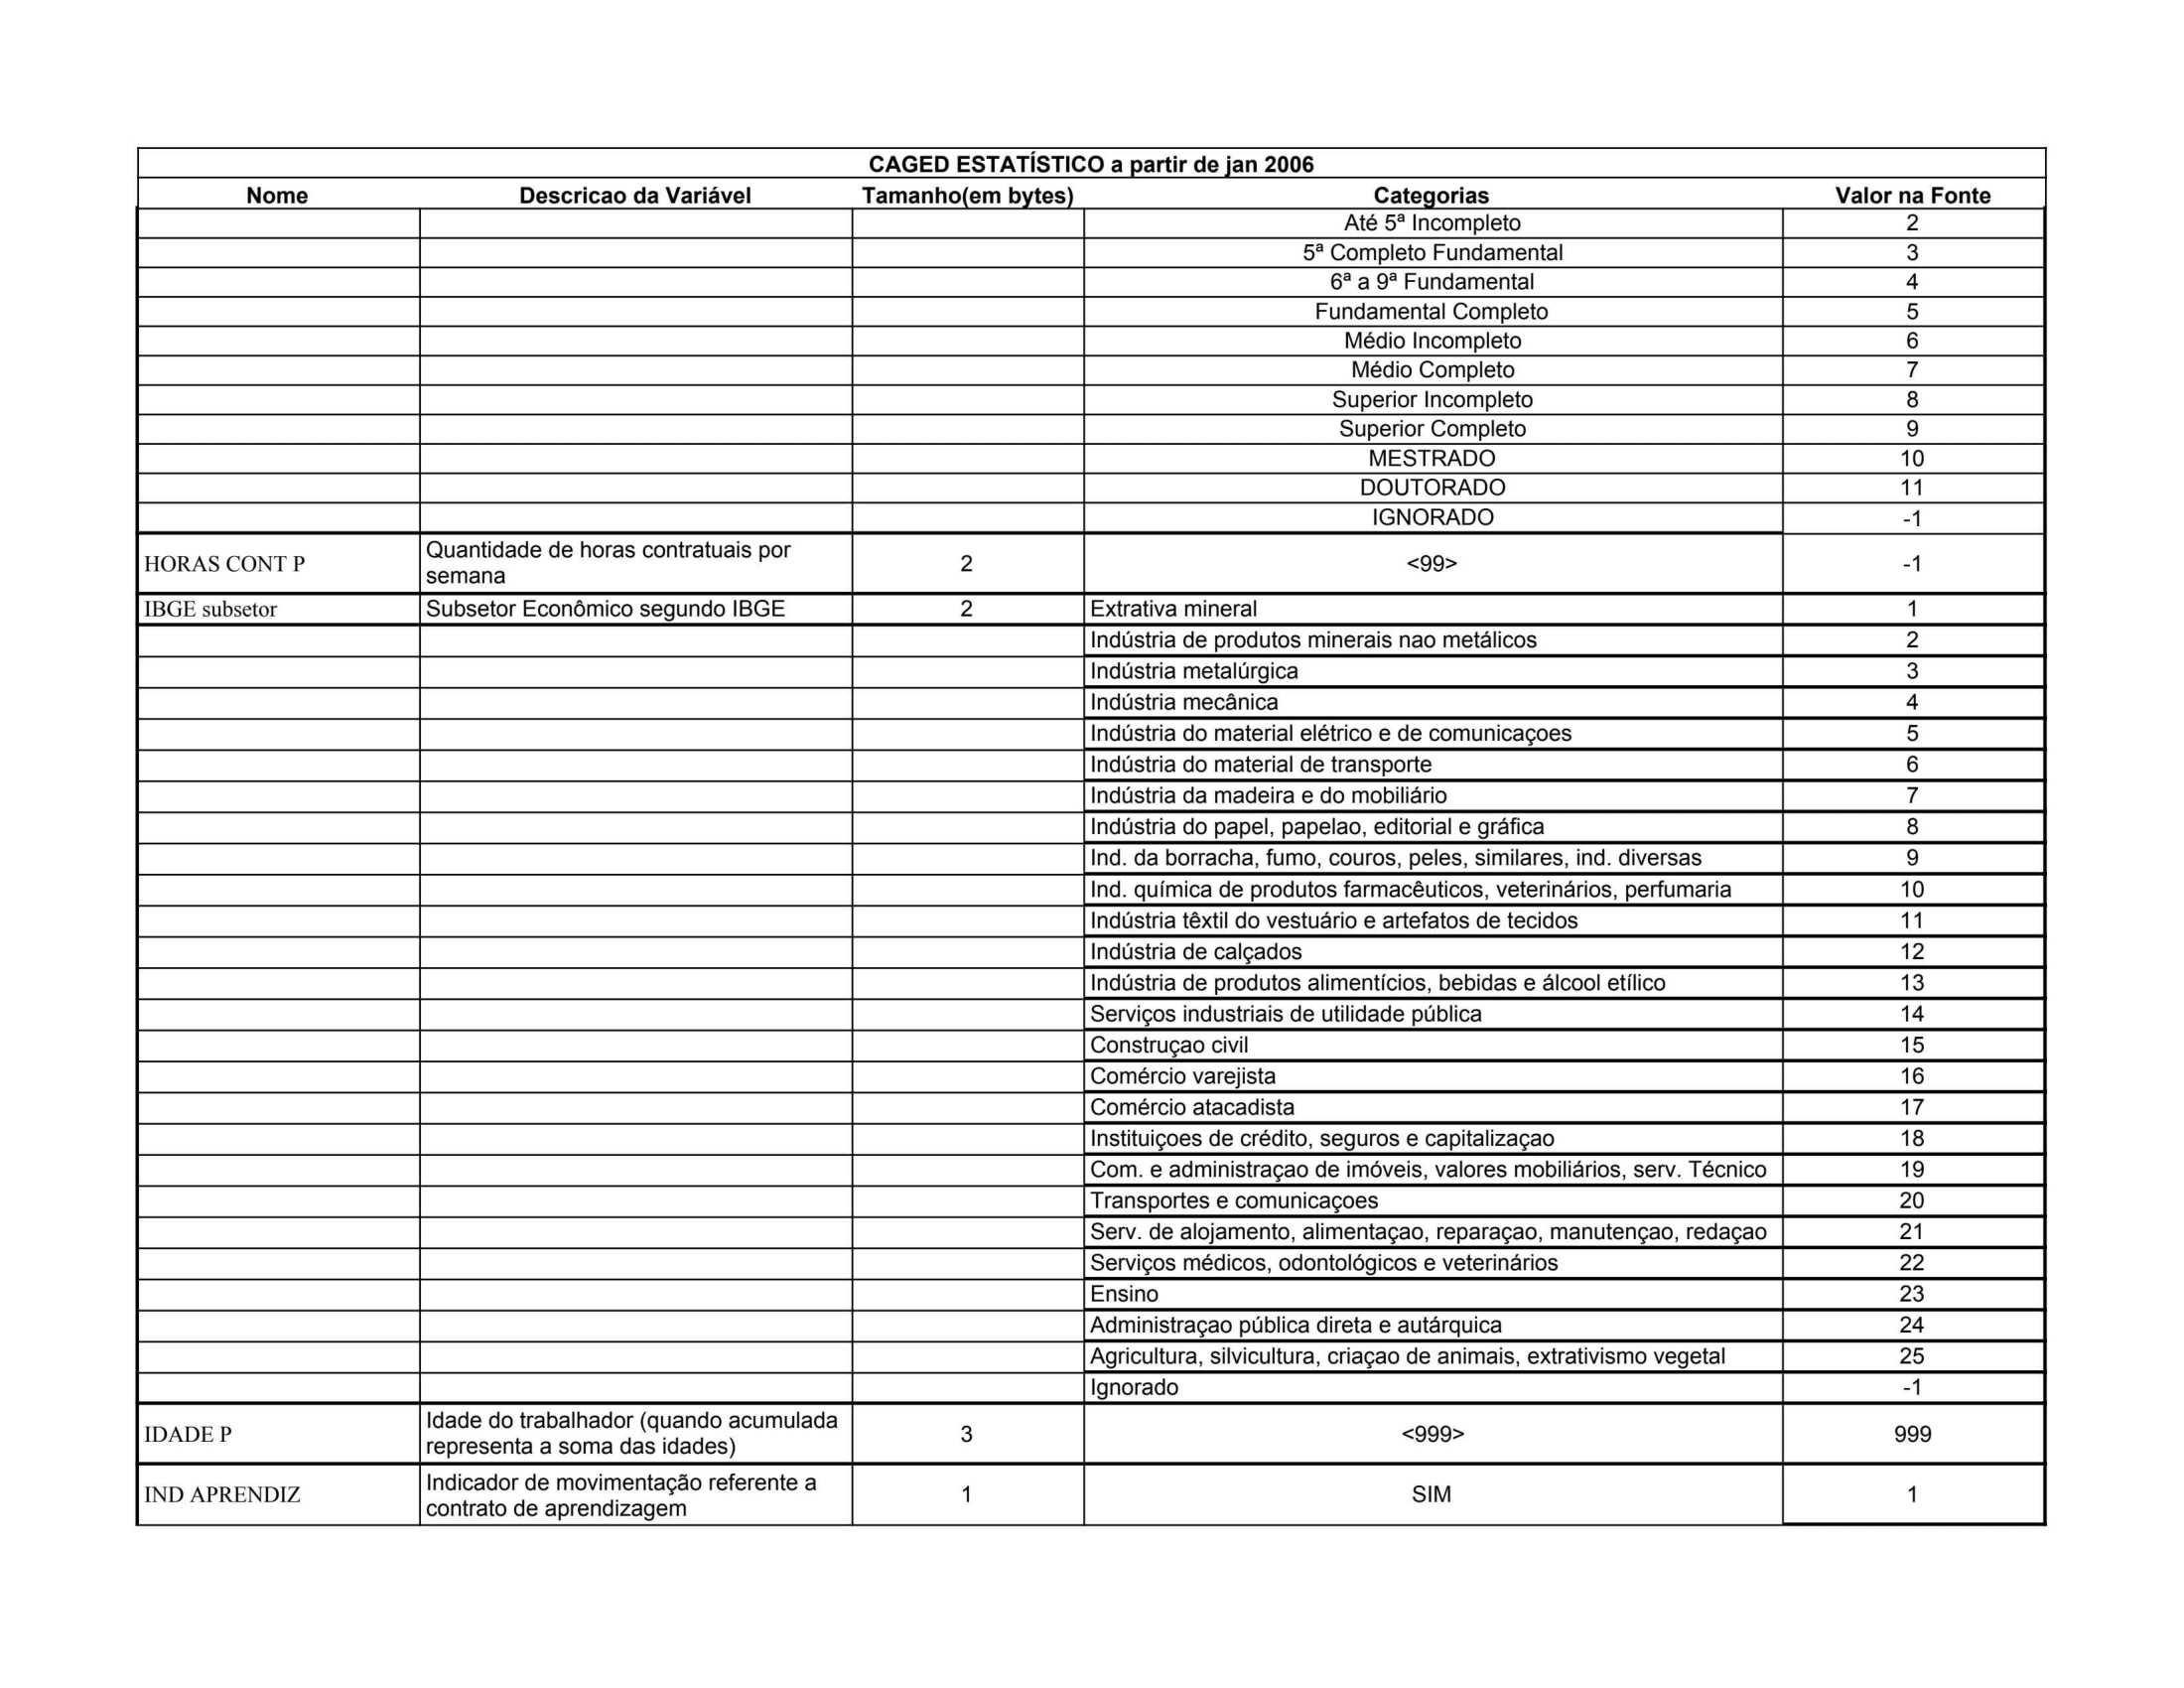 CAGED ESTATÍSTICO a partir de jan 2006
Nome Descricao da Variável Tamanho(em bytes) Categorias Valor na Fonte
Até 5ª Incompleto 2
5ª Completo Fundamental 3
6ª a 9ª Fundamental 4
Fundamental Completo 5
Médio Incompleto 6
Médio Completo 7
Superior Incompleto 8
Superior Completo 9
MESTRADO 10
DOUTORADO 11
IGNORADO -1
HORAS CONT P Quantidade de horas contratuais por
semana 2 <99> -1
IBGE subsetor Subsetor Econômico segundo IBGE 2 Extrativa mineral 1
Indústria de produtos minerais nao metálicos 2
Indústria metalúrgica 3
Indústria mecânica 4
Indústria do material elétrico e de comunicaçoes 5
Indústria do material de transporte 6
Indústria da madeira e do mobiliário 7
Indústria do papel, papelao, editorial e gráfica 8
Ind. da borracha, fumo, couros, peles, similares, ind. diversas 9
Ind. química de produtos farmacêuticos, veterinários, perfumaria 10
Indústria têxtil do vestuário e artefatos de tecidos 11
Indústria de calçados 12
Indústria de produtos alimentícios, bebidas e álcool etílico 13
Serviços industriais de utilidade pública 14
Construçao civil 15
Comércio varejista 16
Comércio atacadista 17
Instituiçoes de crédito, seguros e capitalizaçao 18
Com. e administraçao de imóveis, valores mobiliários, serv. Técnico 19
Transportes e comunicaçoes 20
Serv. de alojamento, alimentaçao, reparaçao, manutençao, redaçao 21
Serviços médicos, odontológicos e veterinários 22
Ensino 23
Administraçao pública direta e autárquica 24
Agricultura, silvicultura, criaçao de animais, extrativismo vegetal 25
Ignorado -1
IDADE P Idade do trabalhador (quando acumulada
representa a soma das idades) 3 <999> 999
IND APRENDIZ Indicador de movimentação referente a
contrato de aprendizagem 1 SIM 1